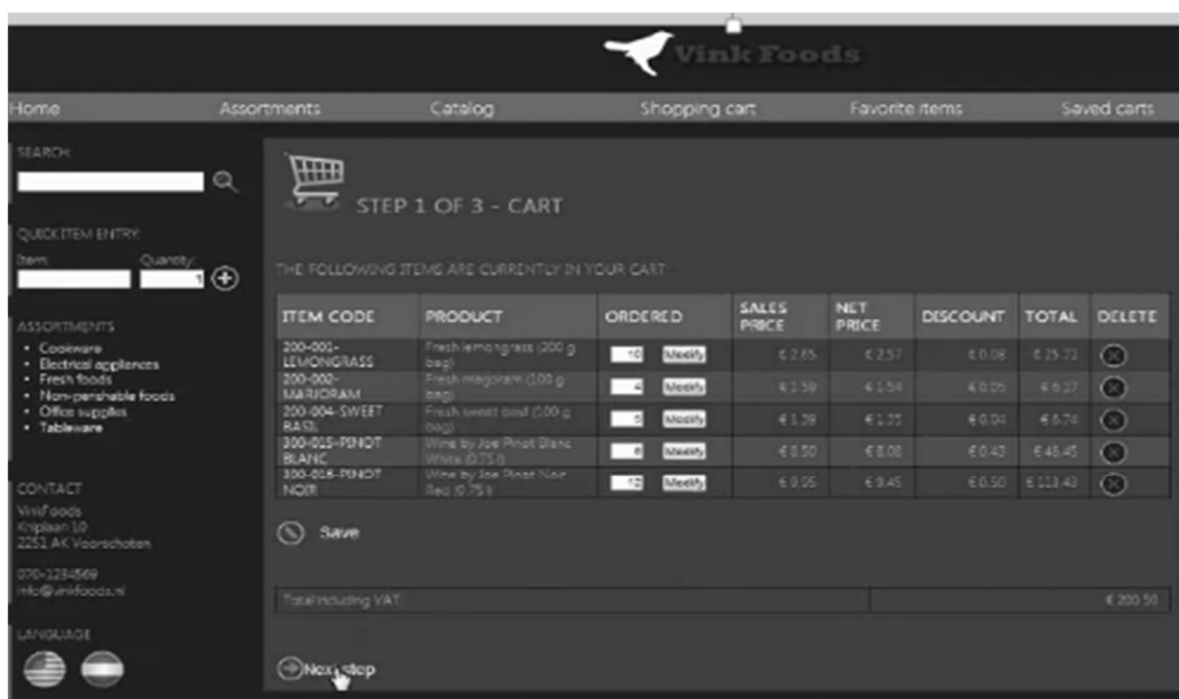 Vink Foods
Home Assortments Catalog Shopping cart Favorite items Saved carts
SEARCH:
QUICK ITEM ENTRY:
Item: Quantity:
1
ASSORTMENTS
• Cookware
• Electrical appliances
• Fresh foods
• Non-perishable foods
• Office supplies
• Tableware
CONTACT
VinkFoods
2251 AK Voorschoten
070-1234569
info@vinkfoods.nl
LANGUAGE
STEP 1 OF 3 - CART
THE FOLLOWING ITEMS ARE CURRENTLY IN YOUR CART:
ITEM CODE PRODUCT ORDERED SALES PRICE NET PRICE DISCOUNT TOTAL DELETE
200-001-LEMONGRASS Fresh lemongrass (200 g bag) 10 Modify € 2.65 € 2.57 € 0.08 € 25.71
200-002-MARJORAM Fresh (100 g bag) 4 Modify € 1.59 € 1.54 € 0.05 € 6.17
200-004-SWEET BASIL Fresh sweet basil (100 g bag) 5 Modify € 1.39 € 1.35 € 0.04 € 6.74
300-015-PINOT BLANC Wine by Joe Pinot Blanc White (0.75 l) 6 Modify € 8.50 € 8.08 € 0.43 € 48.45
300-016-PINOT NOIR Wine by Joe Pinot Noir Red (0.75 l) 12 Modify € 9.95 € 9.45 € 0.50 € 113.43
Save
Total including VAT: € 200.50
Next step